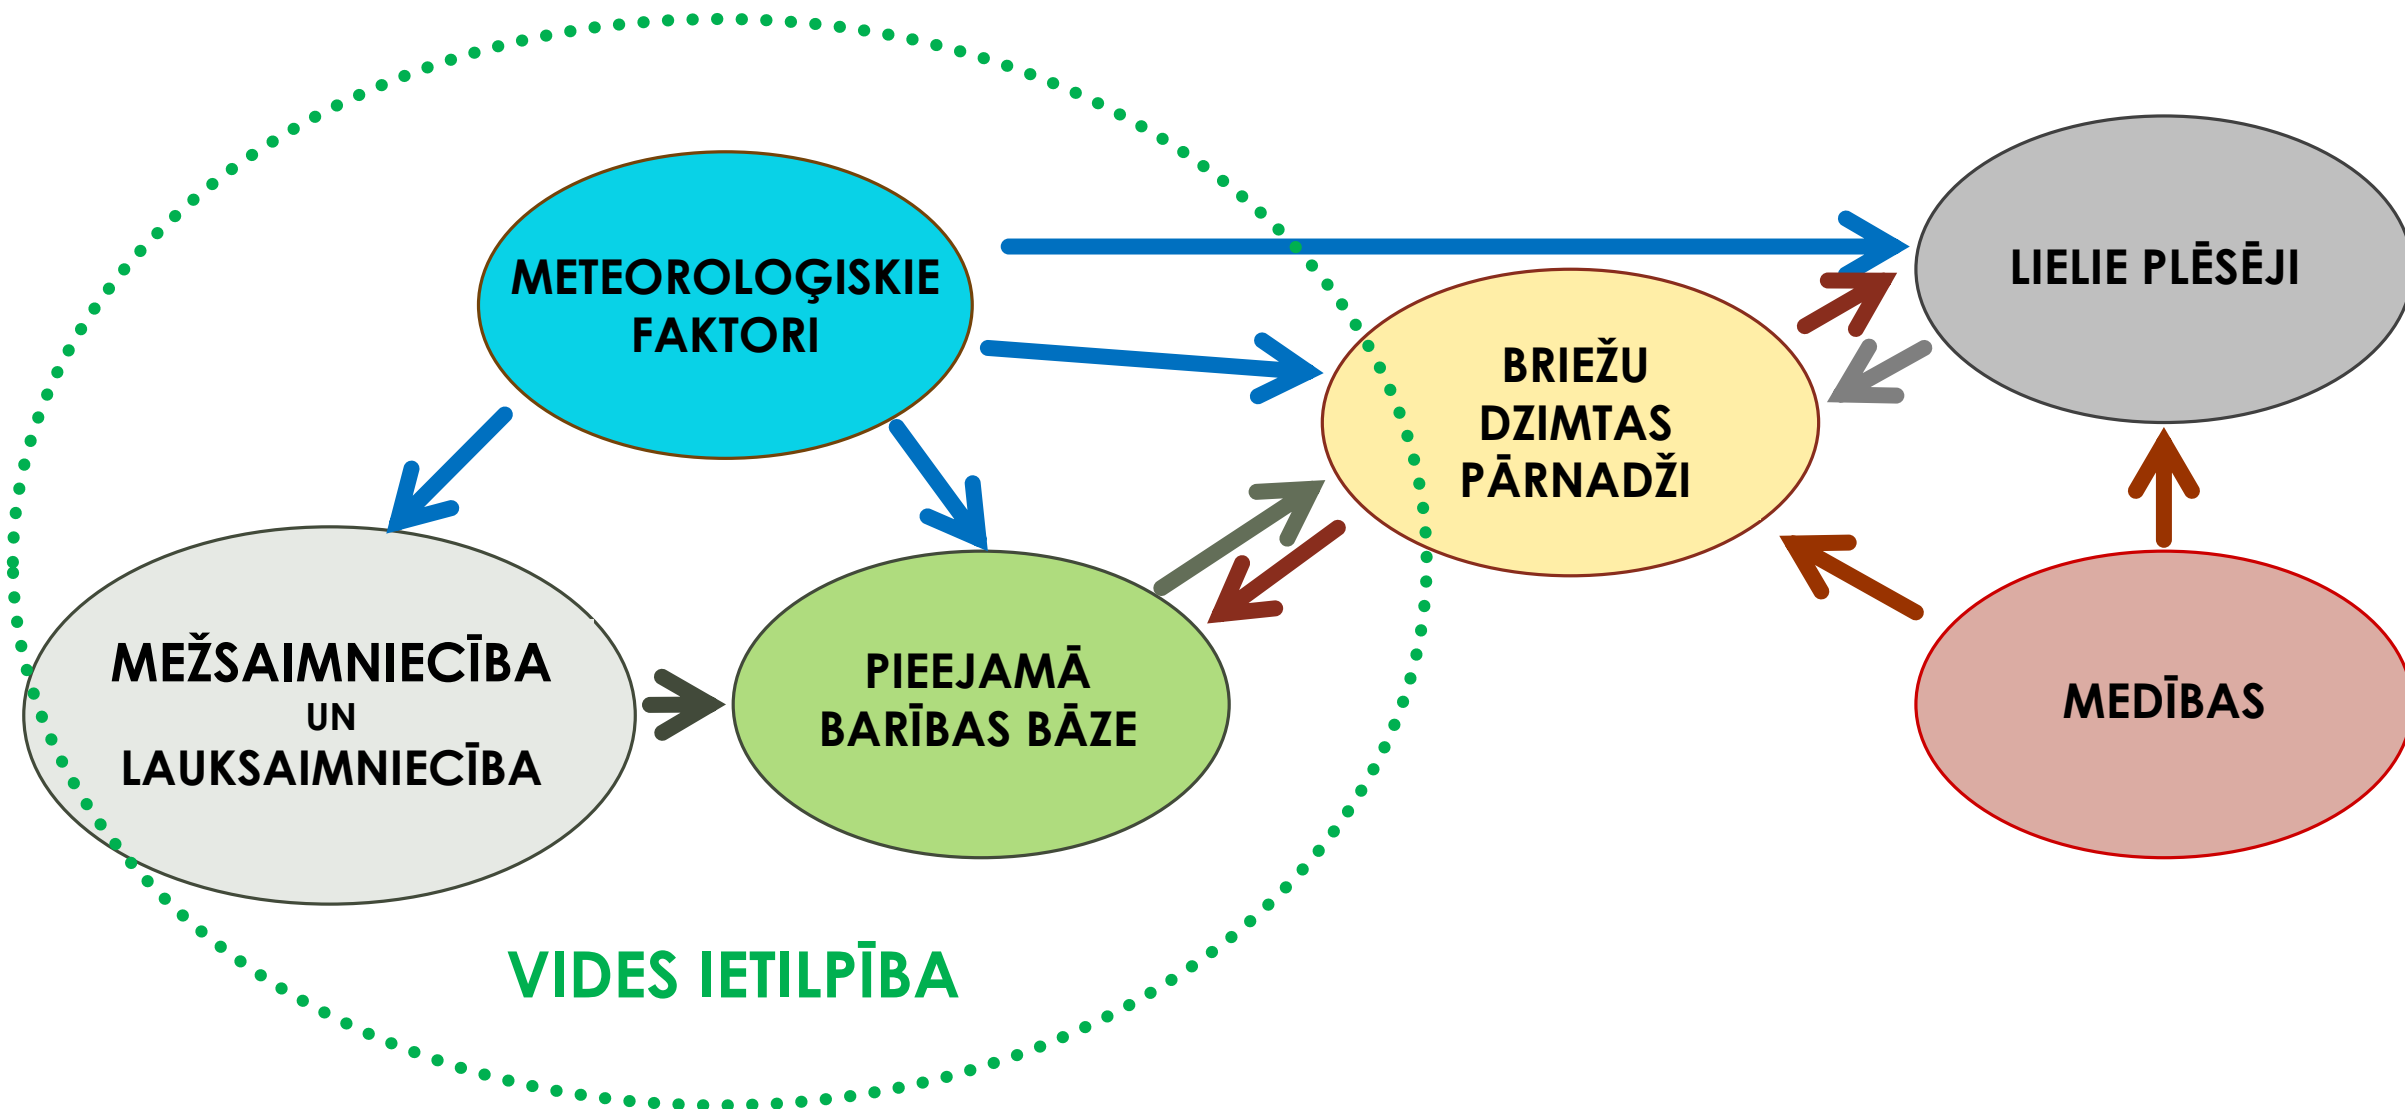 METEOROLOĢISKIE
FAKTORI
LIELIE PLĒSĒJI
BRIEŽU
DZIMTAS
PĀRNADŽI
MEŽSAIMNIECĪBA
UN
LAUKSAIMNIECĪBA
PIEEJAMĀ
BARĪBAS BĀZE
MEDĪBAS
VIDES IETILPĪBA